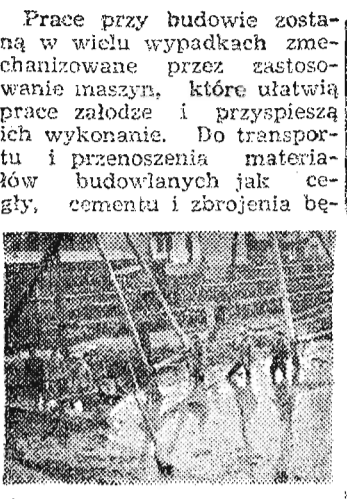 Prace przy budowie zosta-
ną w wielu wypadkach zme-
chanizowane przez zastoso-
wanie maszyn, które ułatwią
prace załodze i przyspieszą
ich wykonanie. Do transpor-
tu i przenoszenia materia-
łów budowlanych jak ce-
gły, cementu i zbrojenia bę-